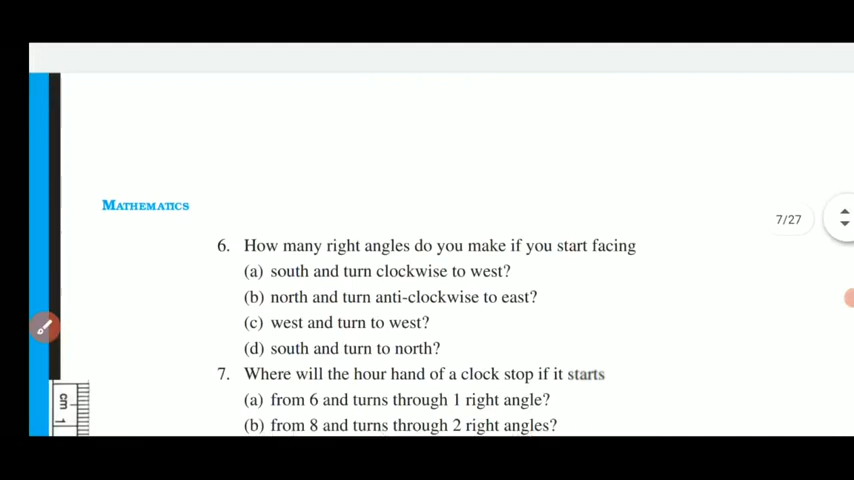 MATHEMATICS
7/27
6. How many right angles do you make if you start facing
(a) south and turn clockwise to west?
(b) north and turn anti-clockwise to east?
(c) west and turn to west?
(d) south and turn to north?
7. Where will the hour hand of a clock stop if it starts
(a) from 6 and turns through 1 right angle?
(b) from 8 and turns through 2 right angles?
cm 1